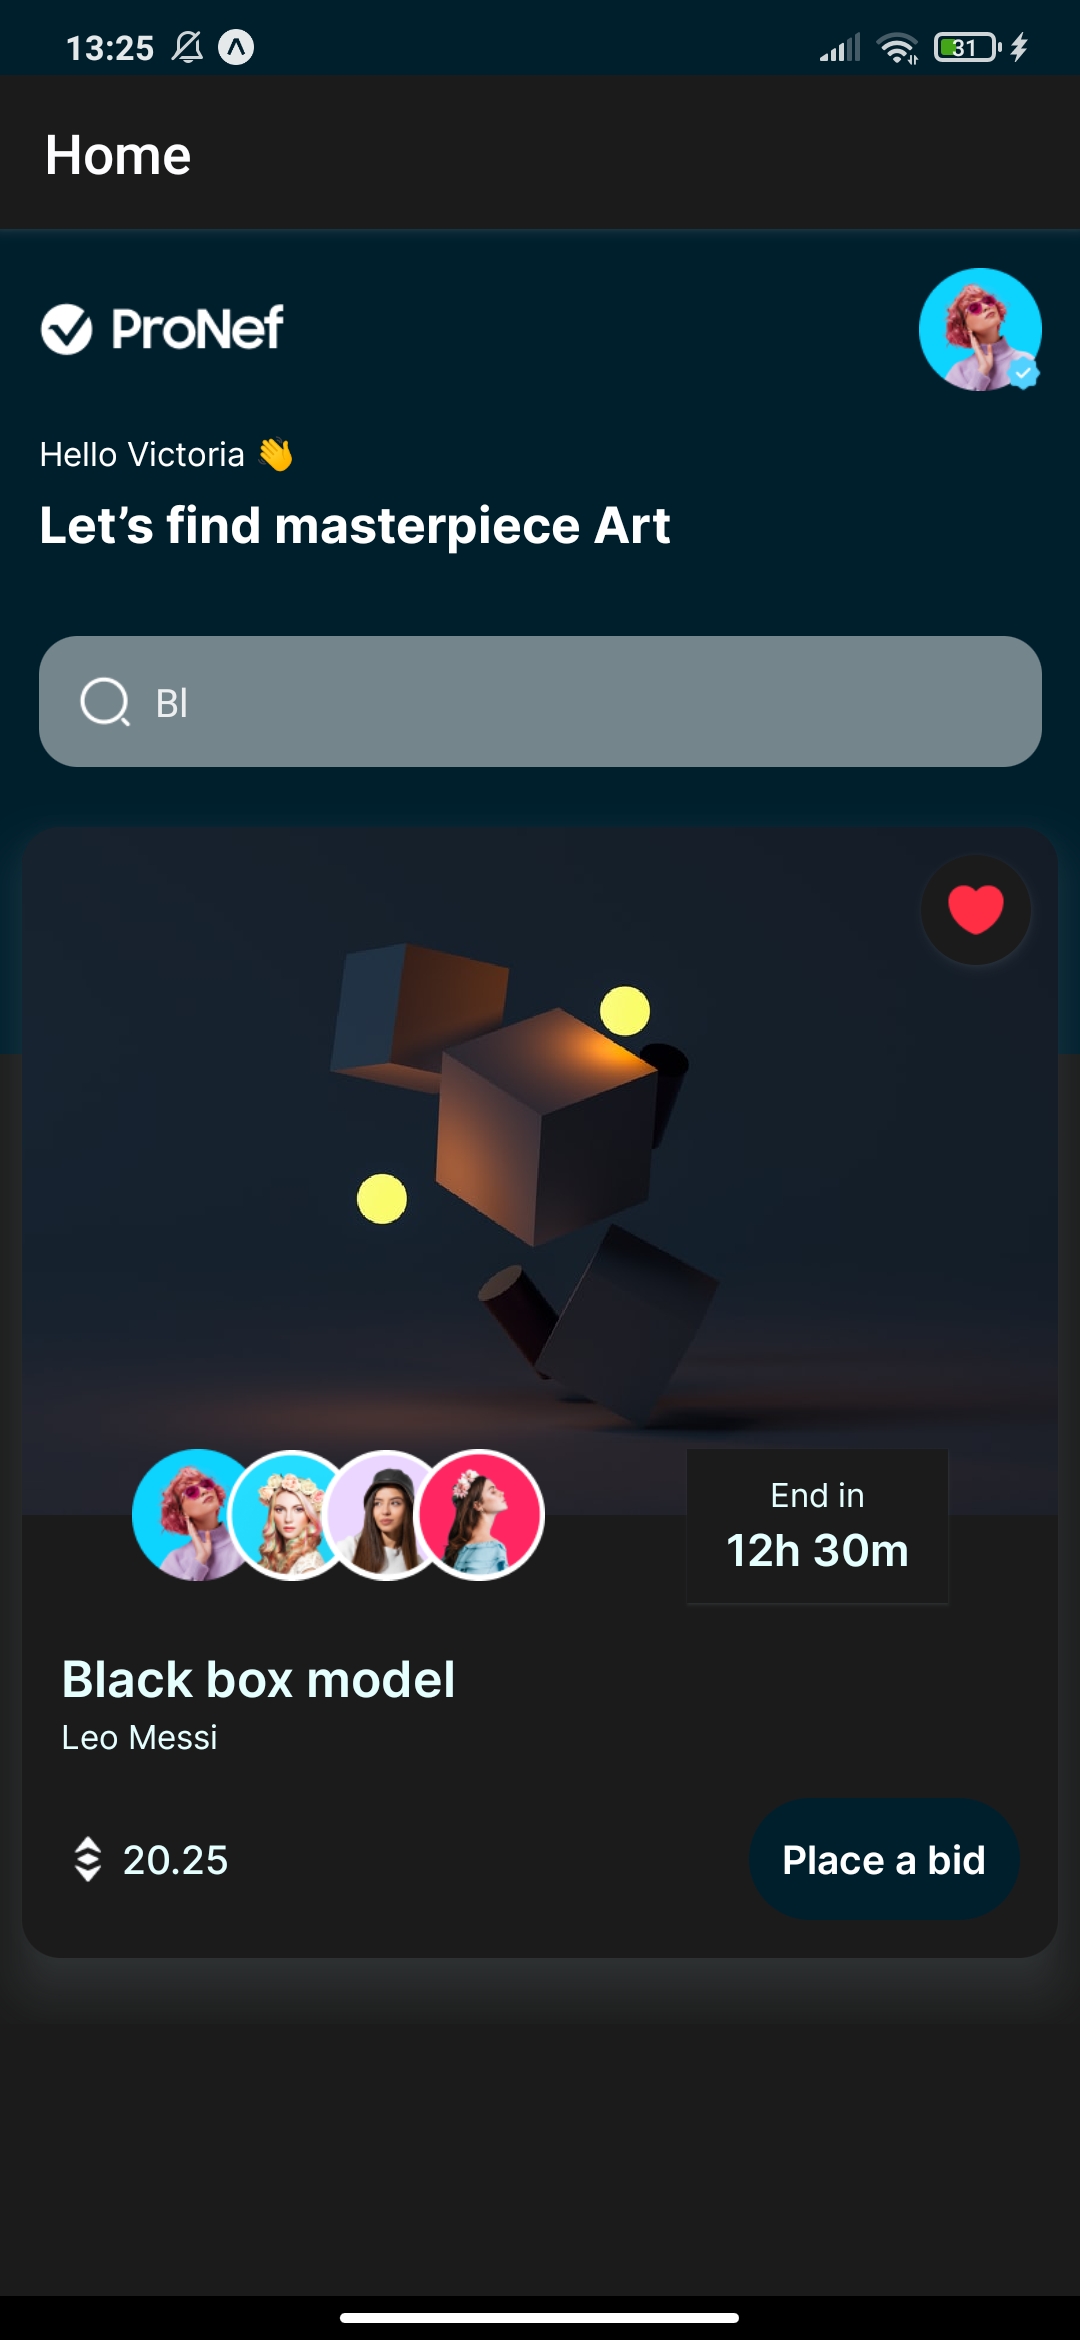 13:25
31
Home
ProNef
Hello Victoria 👋
Let’s find masterpiece Art
Bl
End in
12h 30m
Black box model
Leo Messi
20.25
Place a bid